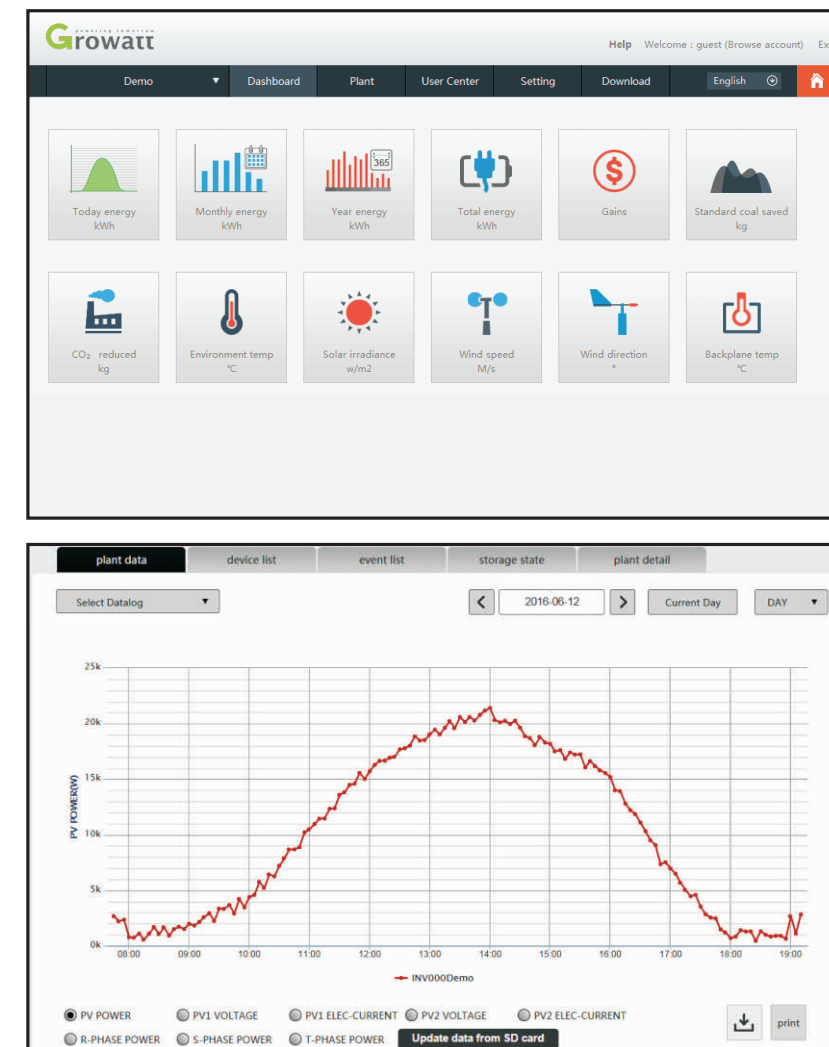 powering tomorrow
Growatt
Help Welcome : guest (Browse account) Ex
Demo Dashboard Plant User Center Setting Download English
365
Today energy Monthly energy Year energy Total energy Gains Standard coal saved
kWh kWh kWh kWh kg
CO₂ reduced Environment temp Solar irradiance Wind speed Wind direction Backplane temp
kg °C w/m2 M/s ° °C
plant data device list event list storage state plant detail
Select Datalog 2016-06-12 Current Day DAY
25k
20k
15k
10k
5k
0k
PV POWER(W)
08:00 09:00 10:00 11:00 12:00 13:00 14:00 15:00 16:00 17:00 18:00 19:00
INV000Demo
PV POWER PV1 VOLTAGE PV1 ELEC-CURRENT PV2 VOLTAGE PV2 ELEC-CURRENT
print
R-PHASE POWER S-PHASE POWER T-PHASE POWER Update data from SD card